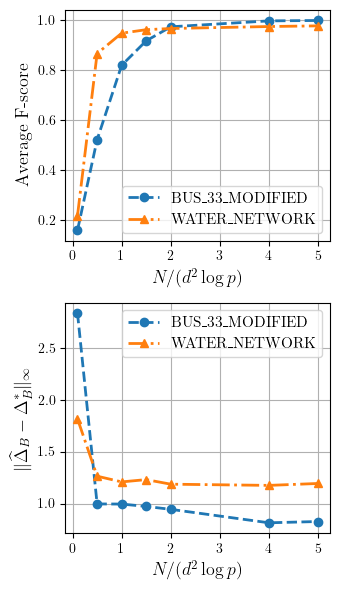 1.0
0.8
0.6
0.4
0.2
Average F-score
BUS_33_MODIFIED
WATER_NETWORK
0 1 2 3 4 5
N/(d² log p)
2.5
2.0
1.5
1.0
||Δ̂_B − Δ*_B||∞
BUS_33_MODIFIED
WATER_NETWORK
0 1 2 3 4 5
N/(d² log p)